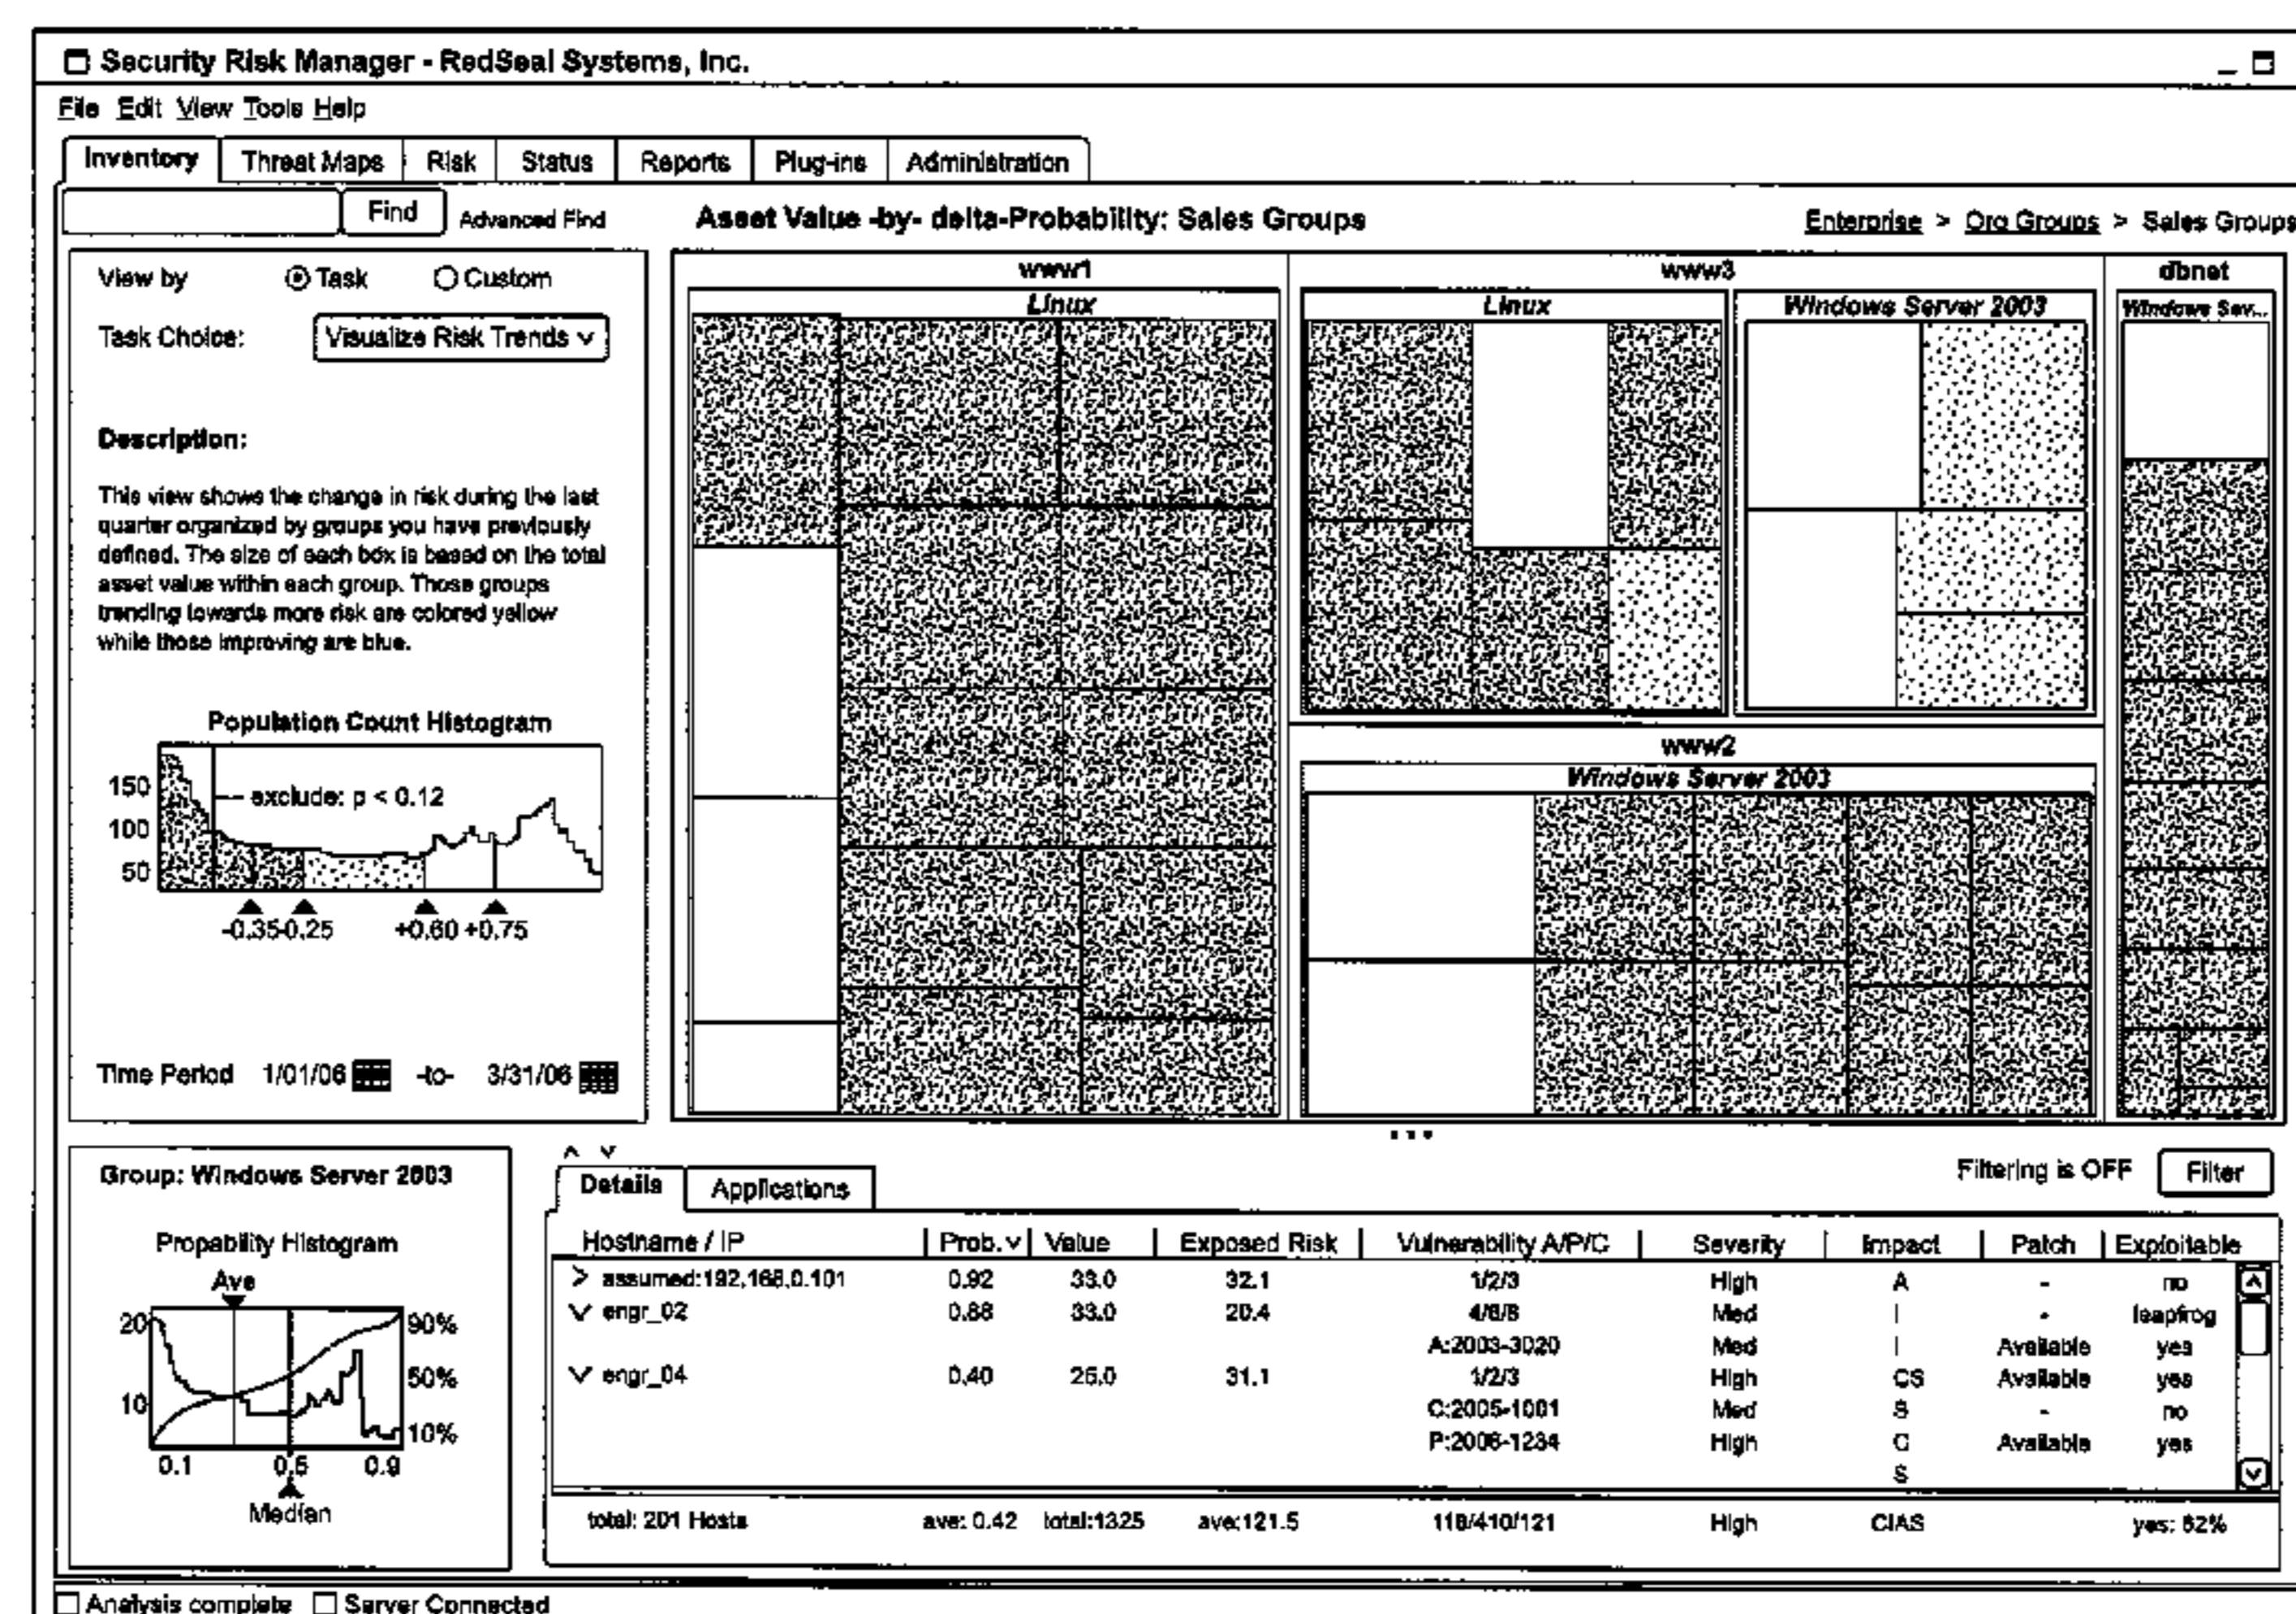 Security Risk Manager - RedSeal Systems, Inc.
File Edit View Tools Help
Inventory Threat Maps Risk Status Reports Plug-ins Administration
Find Advanced Find
Asset Value -by- delta-Probability: Sales Groups
Enterprise > Org Groups > Sales Groups
View by Task Custom
Task Choice: Visualize Risk Trends
Description:
This view shows the change in risk during the last
quarter organized by groups you have previously
defined. The size of each box is based on the total
asset value within each group. Those groups
trending towards more risk are colored yellow
while those improving are blue.
Population Count Histogram
150
exclude: p < 0.12
100
50
-0.35 -0.25 +0.60 +0.75
Time Period 1/01/06 -to- 3/31/06
www1
Linux
www3
Linux
Windows Server 2003
dbnet
Windows Sev...
www2
Windows Server 2003
Group: Windows Server 2003
Propability Histogram
Ave
20 90%
50%
10
10%
0.1 0.5 0.9
Median
Details Applications
Filtering is OFF Filter
Hostname / IP Prob. Value Exposed Risk Vulnerability A/P/C Severity Impact Patch Exploitable
> assumed:192.168.0.101 0.92 33.0 32.1 1/2/3 High A - no
engr_02 0.88 33.0 20.4 Med I - leapfrog
A:2003-3020 Med I Available yes
engr_04 0.40 31.1 1/2/3 High CS Available yes
C:2005-1001 Med S - no
P:2006-1234 High C Available yes
S
total: 201 Hosts ave: 0.42 total:1325 ave:121.5 118/410/121 High CIAS yes: 62%
Analysis complete Server Connected